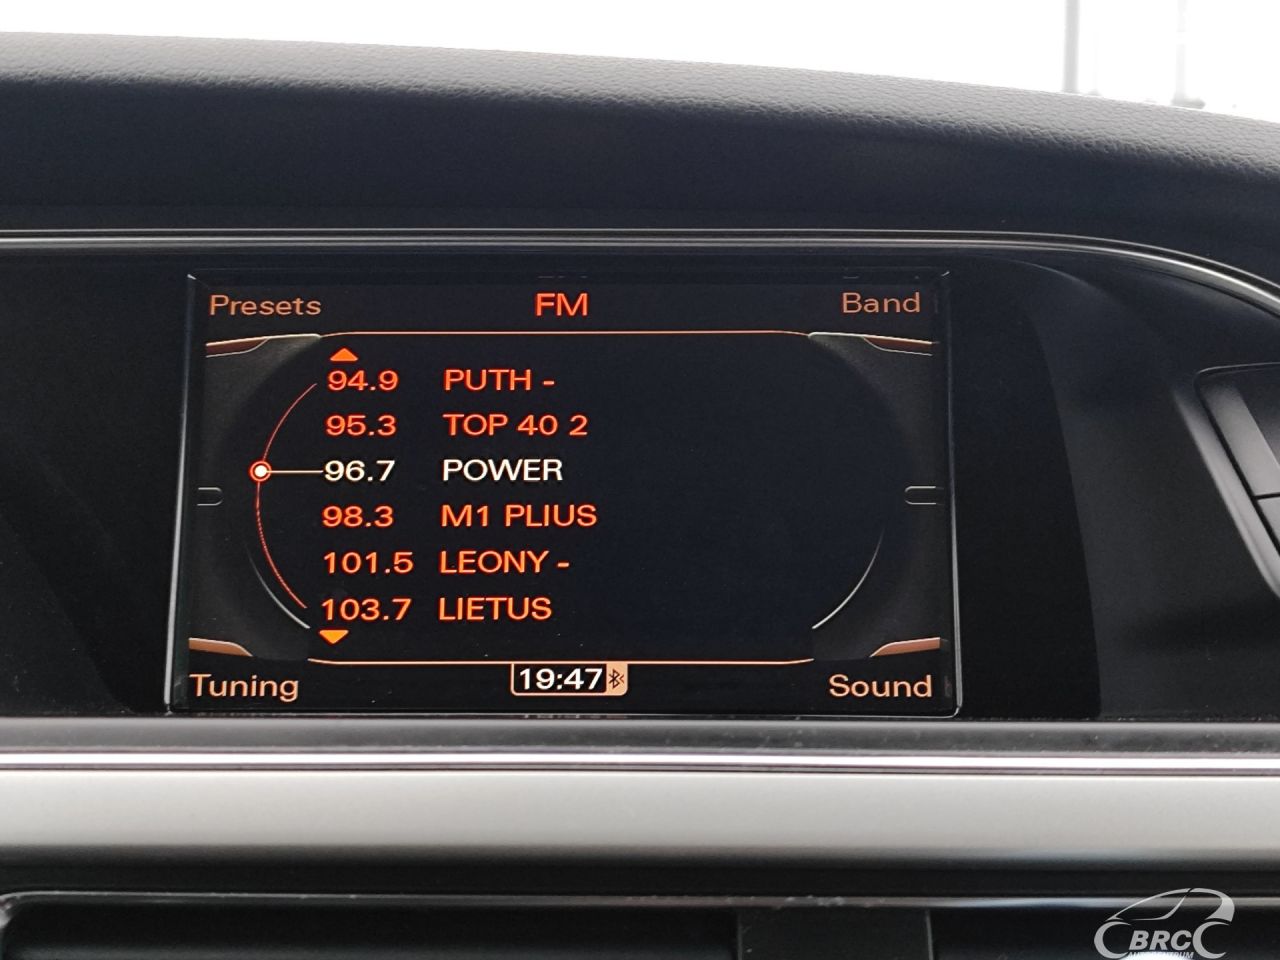 Presets FM Band
94.9 PUTH -
95.3 TOP 40 2
96.7 POWER
98.3 M1 PLIUS
101.5 LEONY -
103.7 LIETUS
Tuning 19:47 Sound
BRC
AUTOCENTRUM